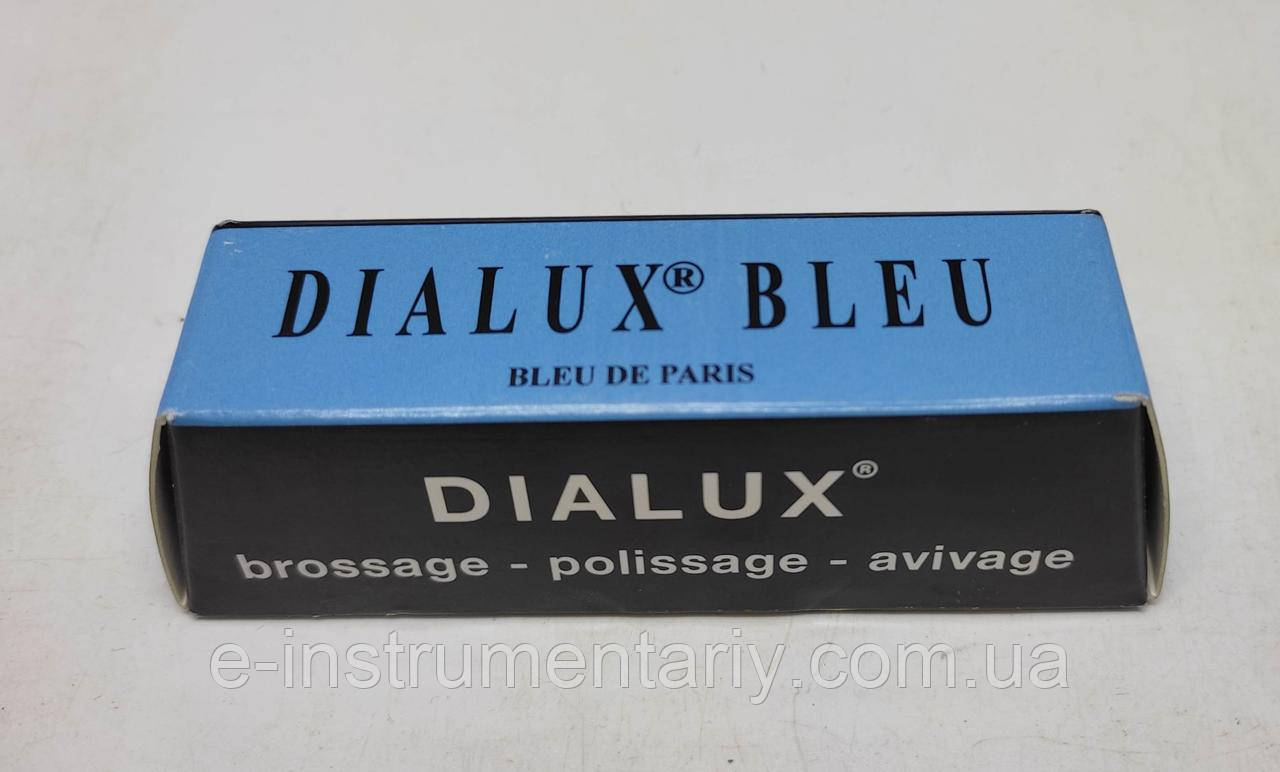 DIALUX® BLEU
BLEU DE PARIS
DIALUX®
brossage - polissage - avivage
e-instrumentariy.com.ua